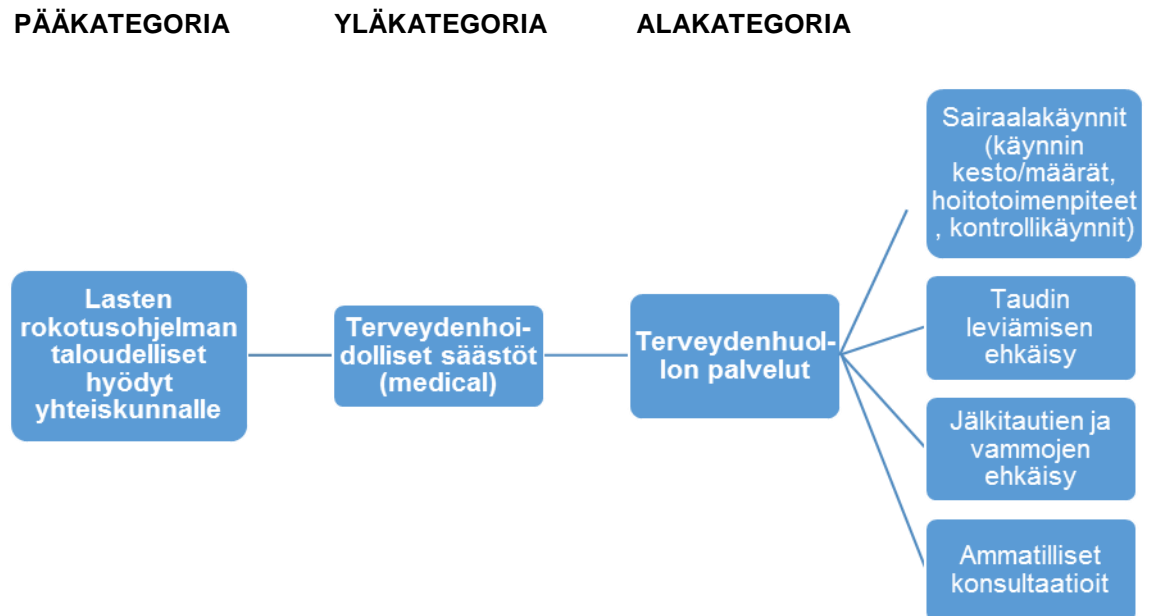 PÄÄKATEGORIA YLÄKATEGORIA ALAKATEGORIA
Lasten
rokotusohjelman
taloudelliset
hyödyt
yhteiskunnalle
Terveydenhoi-
dolliset säästöt
(medical)
Terveydenhuol-
lon palvelut
Sairaalakäynnit
(käynnin
kesto/määrät,
hoitotoimenpiteet
, kontrollikäynnit)
Taudin
leviämisen
ehkäisy
Jälkitautien ja
vammojen
ehkäisy
Ammatilliset
konsultaatioit